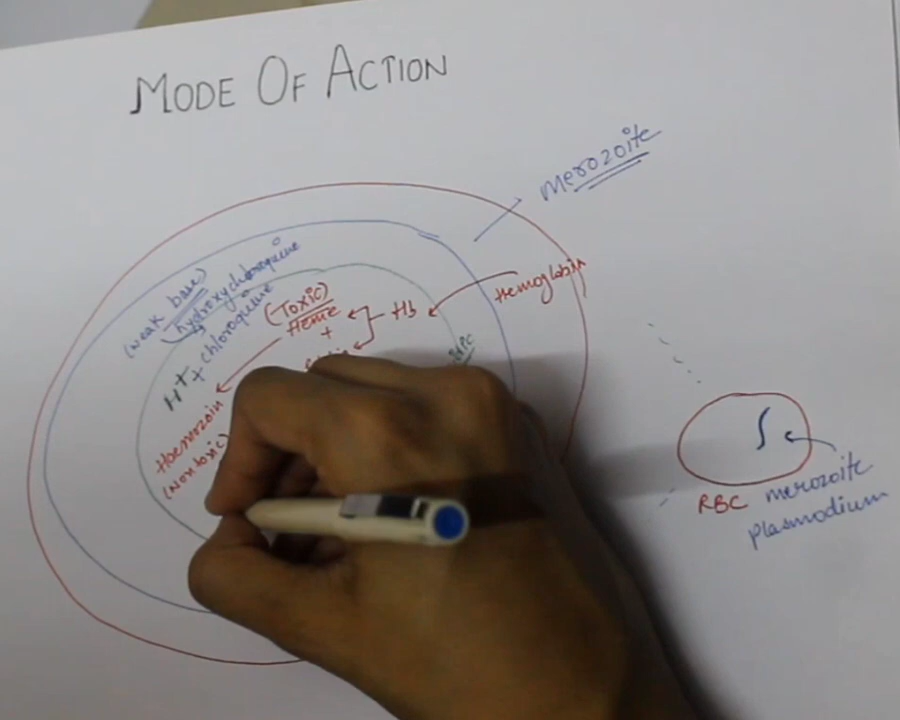 MODE OF ACTION
merozoite
(weak base)
hydroxychloroquine
H+ + chloroquine
(Toxic)
Heme
+
Hb
Hemoglobin
Haemozoin
(Nontoxic)
RBC
merozoite
plasmodium